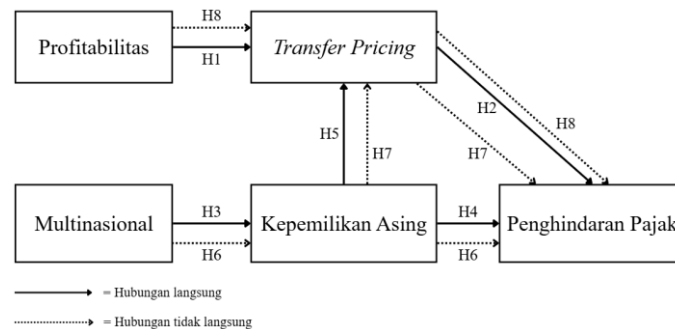 H8
Profitabilitas
Transfer Pricing
H1
H2
H8
H5
H7
H7
Multinasional
H3
Kepemilikan Asing
H4
Penghindaran Pajak
H6
H6
= Hubungan langsung
= Hubungan tidak langsung